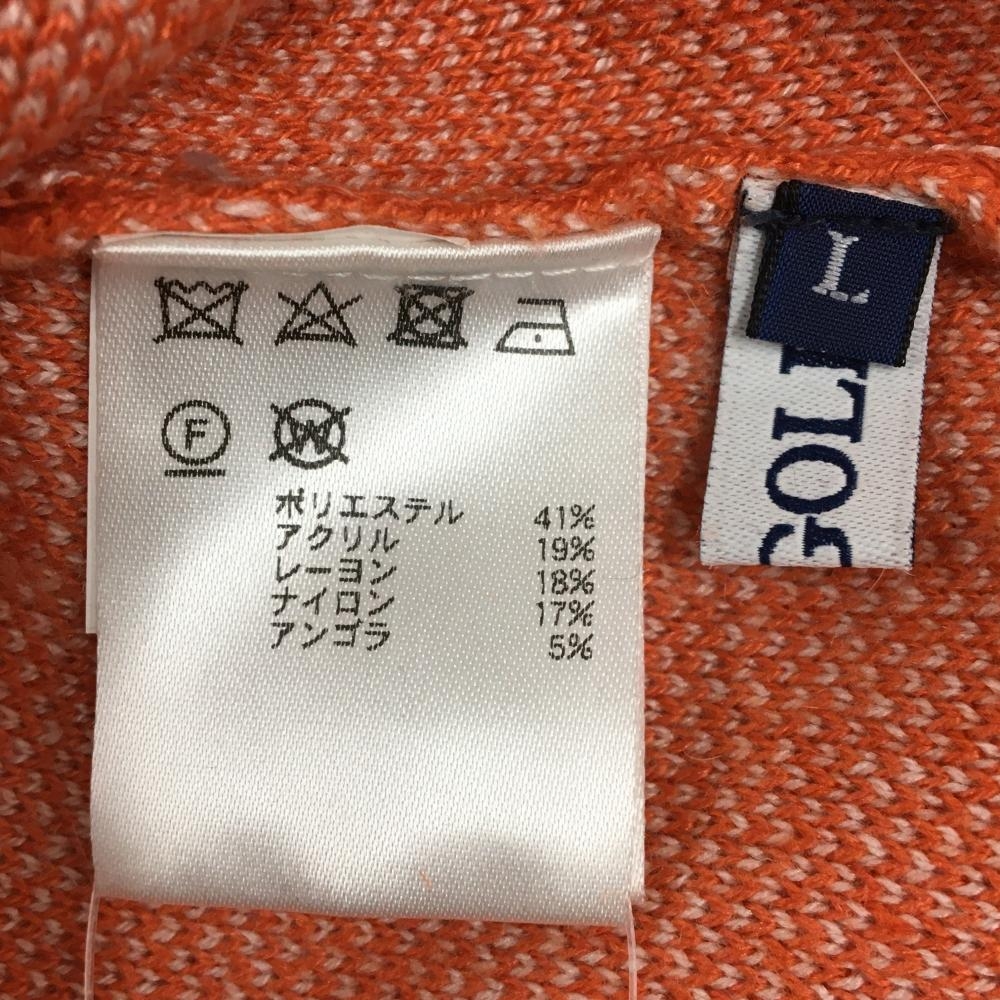 F
W
ポリエステル 41%
アクリル 19%
レーヨン 18%
ナイロン 17%
アンゴラ 5%
L
GOLF